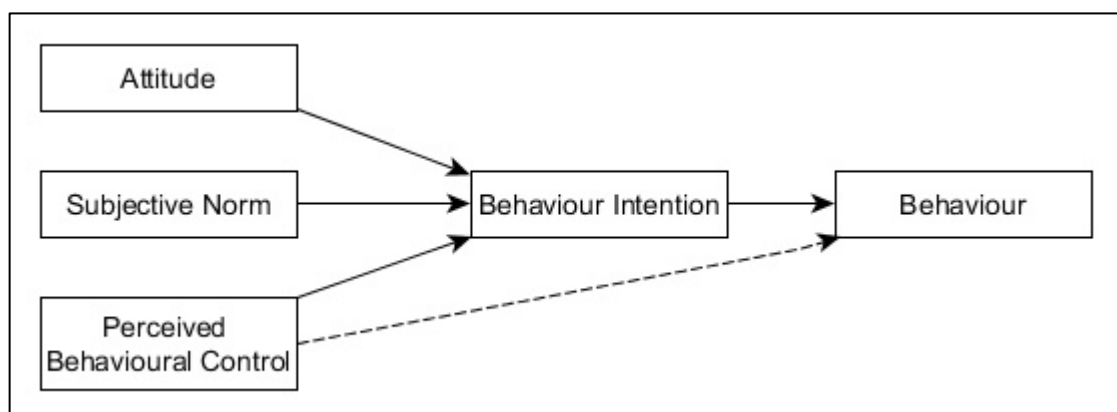 Attitude
Subjective Norm
Behaviour Intention
Behaviour
Perceived
Behavioural Control